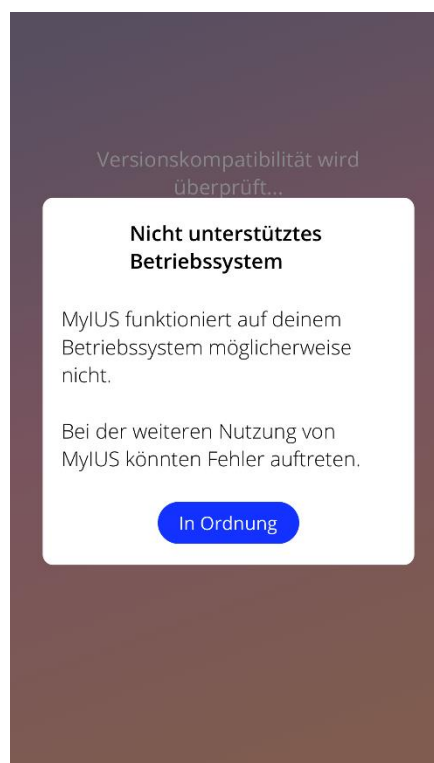 Versionskompatibilität wird
überprüft...
Nicht unterstütztes
Betriebssystem
MyIUS funktioniert auf deinem
Betriebssystem möglicherweise
nicht.
Bei der weiteren Nutzung von
MyIUS könnten Fehler auftreten.
In Ordnung